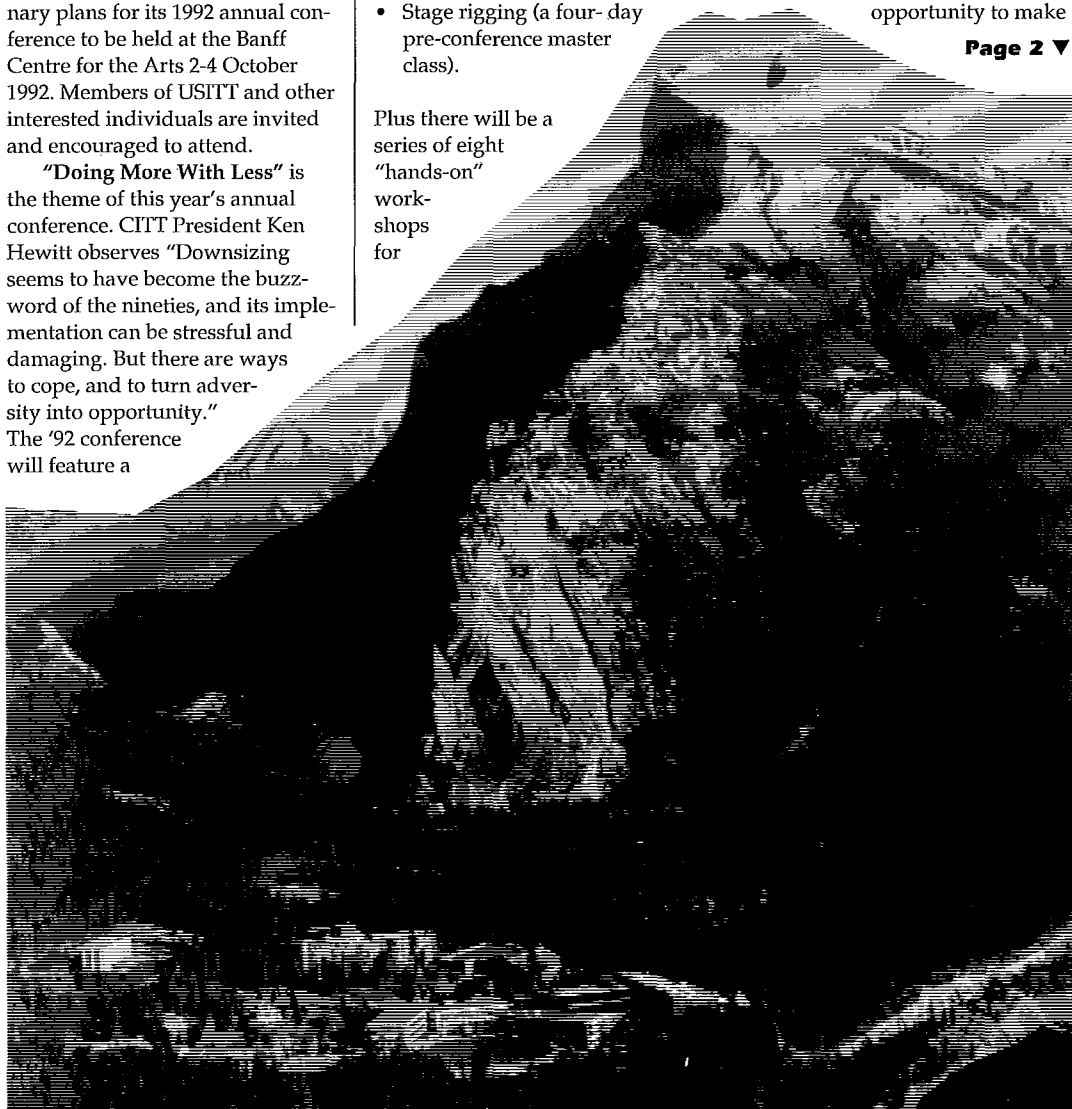 nary plans for its 1992 annual con-
ference to be held at the Banff
Centre for the Arts 2-4 October
1992. Members of USITT and other
interested individuals are invited
and encouraged to attend.
"Doing More With Less" is
the theme of this year's annual
conference. CITT President Ken
Hewitt observes "Downsizing
seems to have become the buzz-
word of the nineties, and its imple-
mentation can be stressful and
damaging. But there are ways
to cope, and to turn adver-
sity into opportunity."
The '92 conference
will feature a
• Stage rigging (a four- day
pre-conference master
class).
Plus there will be a
series of eight
"hands-on"
work-
shops
for
opportunity to make
Page 2 ▼